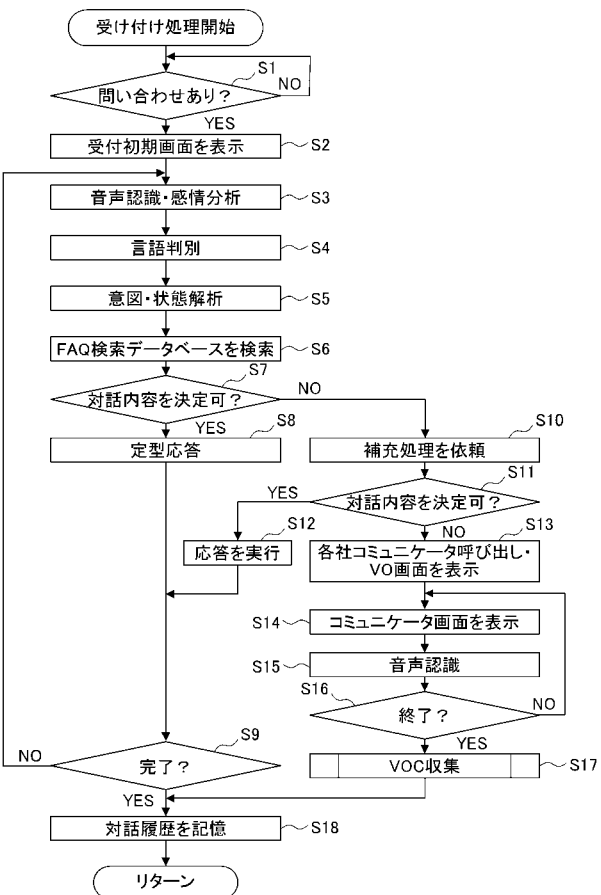 受け付け処理開始
S1
問い合わせあり?
NO
YES
受付初期画面を表示
S2
音声認識・感情分析
S3
言語判別
S4
意図・状態解析
S5
FAQ検索データベースを検索
S6
S7
対話内容を決定可?
NO
YES
S8
定型応答
S10
補充処理を依頼
S11
対話内容を決定可?
YES
NO
S12
応答を実行
S13
各社コミュニケータ呼び出し・
VO画面を表示
S14
コミュニケータ画面を表示
S15
音声認識
S16
終了?
NO
YES
S9
完了?
NO
YES
VOC収集
S17
対話履歴を記憶
S18
リターン